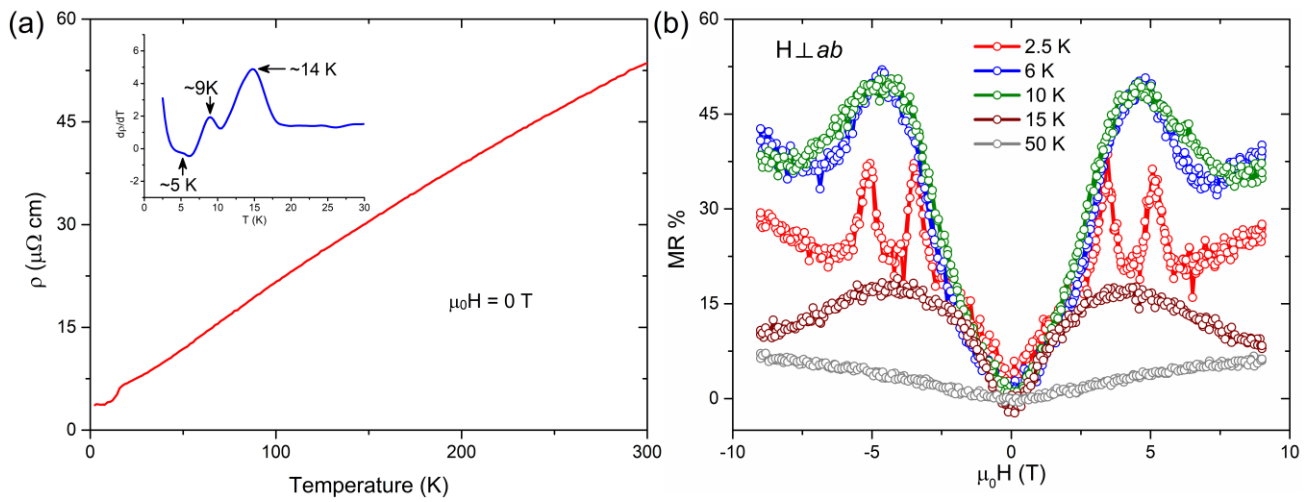 (a)
60
45
30
15
0
ρ (μΩ cm)
0
100
200
300
Temperature (K)
μ₀H = 0 T
6
4
2
0
-2
dρ/dT
0 5 10 15 20 25 30
T (K)
~5 K
~9K
~14 K
(b)
60
45
30
15
0
MR %
-10 -5 0 5 10
μ₀H (T)
H⊥ab
2.5 K
6 K
10 K
15 K
50 K